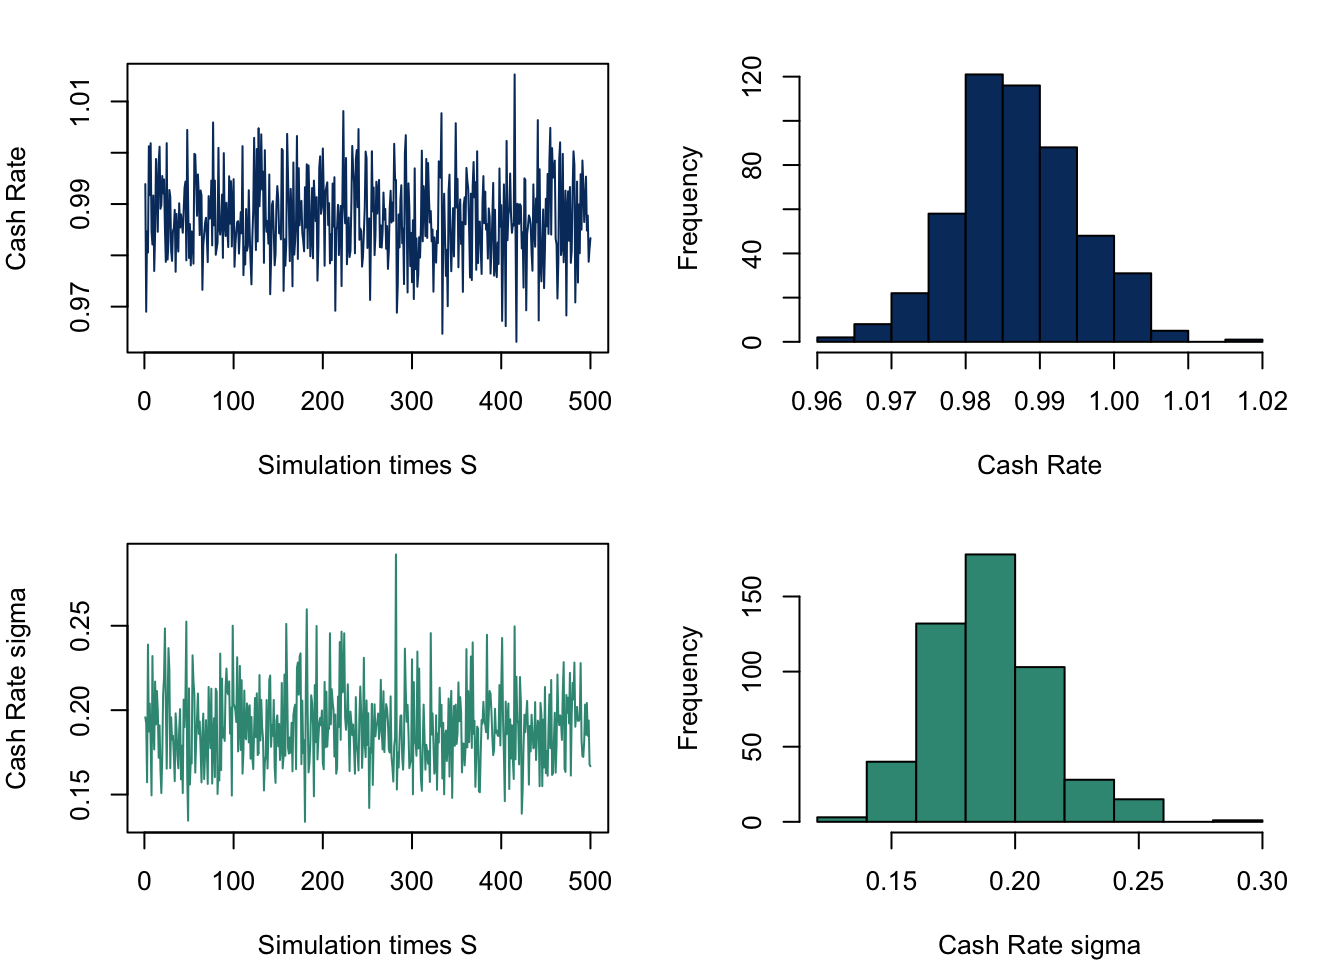 Cash Rate
0.97 0.99 1.01
0 100 200 300 400 500
Simulation times S
Frequency
0 40 80 120
0.96 0.97 0.98 0.99 1.00 1.01 1.02
Cash Rate
Cash Rate sigma
0.15 0.20 0.25
0 100 200 300 400 500
Simulation times S
Frequency
0 50 100 150
0.15 0.20 0.25 0.30
Cash Rate sigma